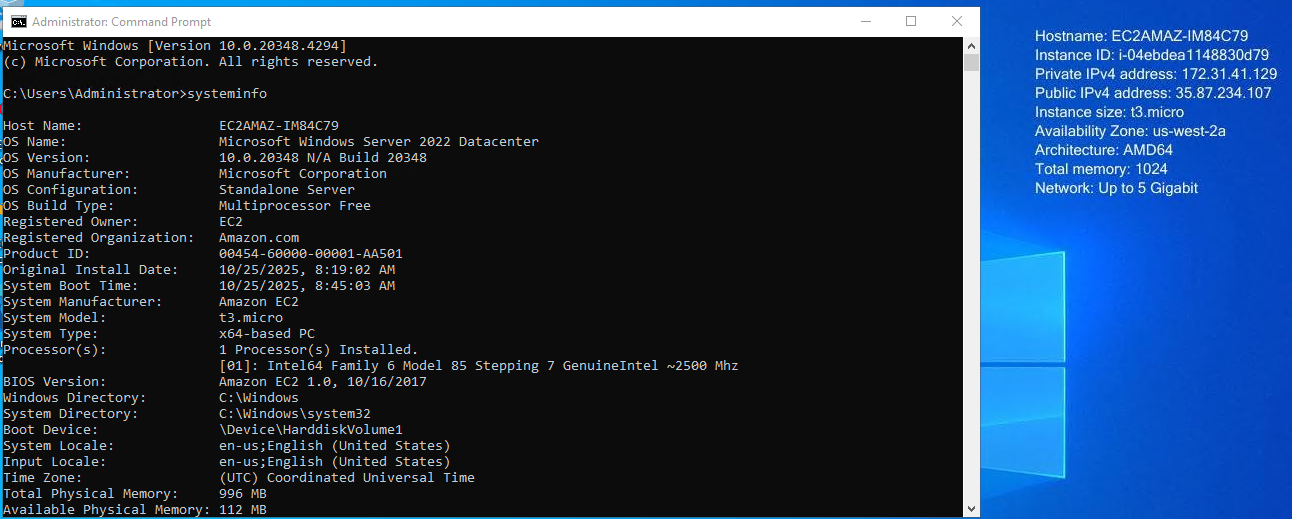 Administrator: Command Prompt
Microsoft Windows [Version 10.0.20348.4294]
(c) Microsoft Corporation. All rights reserved.
C:\Users\Administrator>systeminfo
Host Name: EC2AMAZ-IM84C79
OS Name: Microsoft Windows Server 2022 Datacenter
OS Version: 10.0.20348 N/A Build 20348
OS Manufacturer: Microsoft Corporation
OS Configuration: Standalone Server
OS Build Type: Multiprocessor Free
Registered Owner: EC2
Registered Organization: Amazon.com
Product ID: 00454-60000-00001-AA501
Original Install Date: 10/25/2025, 8:19:02 AM
System Boot Time: 10/25/2025, 8:45:03 AM
System Manufacturer: Amazon EC2
System Model: t3.micro
System Type: x64-based PC
Processor(s): 1 Processor(s) Installed.
[01]: Intel64 Family 6 Model 85 Stepping 7 GenuineIntel ~2500 Mhz
BIOS Version: Amazon EC2 1.0, 10/16/2017
Windows Directory: C:\Windows
System Directory: C:\Windows\system32
Boot Device: \Device\HarddiskVolume1
System Locale: en-us;English (United States)
Input Locale: en-us;English (United States)
Time Zone: (UTC) Coordinated Universal Time
Total Physical Memory: 996 MB
Available Physical Memory: 112 MB
Hostname: EC2AMAZ-IM84C79
Instance ID: i-04ebdea1148830d79
Private IPv4 address: 172.31.41.129
Public IPv4 address: 35.87.234.107
Instance size: t3.micro
Availability Zone: us-west-2a
Architecture: AMD64
Total memory: 1024
Network: Up to 5 Gigabit